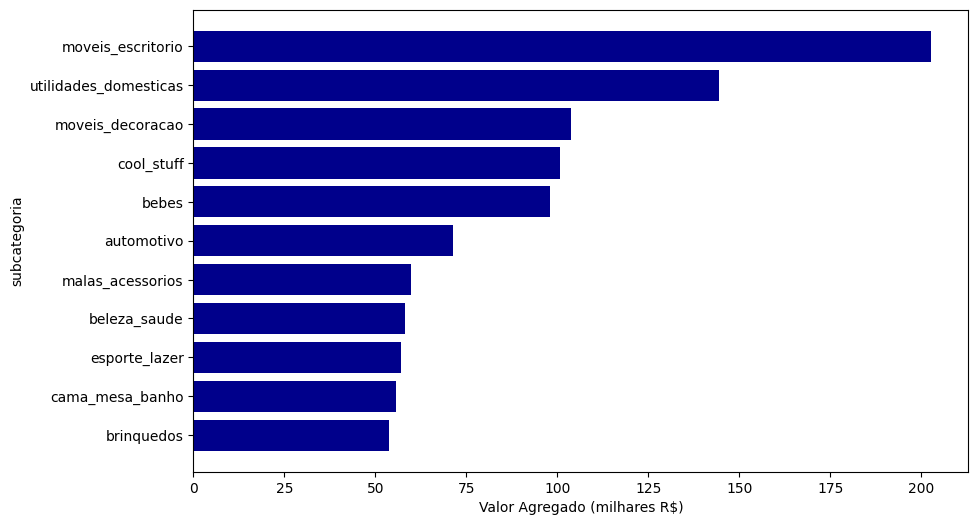 subcategoria
moveis_escritorio
utilidades_domesticas
moveis_decoracao
cool_stuff
bebes
automotivo
malas_acessorios
beleza_saude
esporte_lazer
cama_mesa_banho
brinquedos
0 25 50 75 100 125 150 175 200
Valor Agregado (milhares R$)